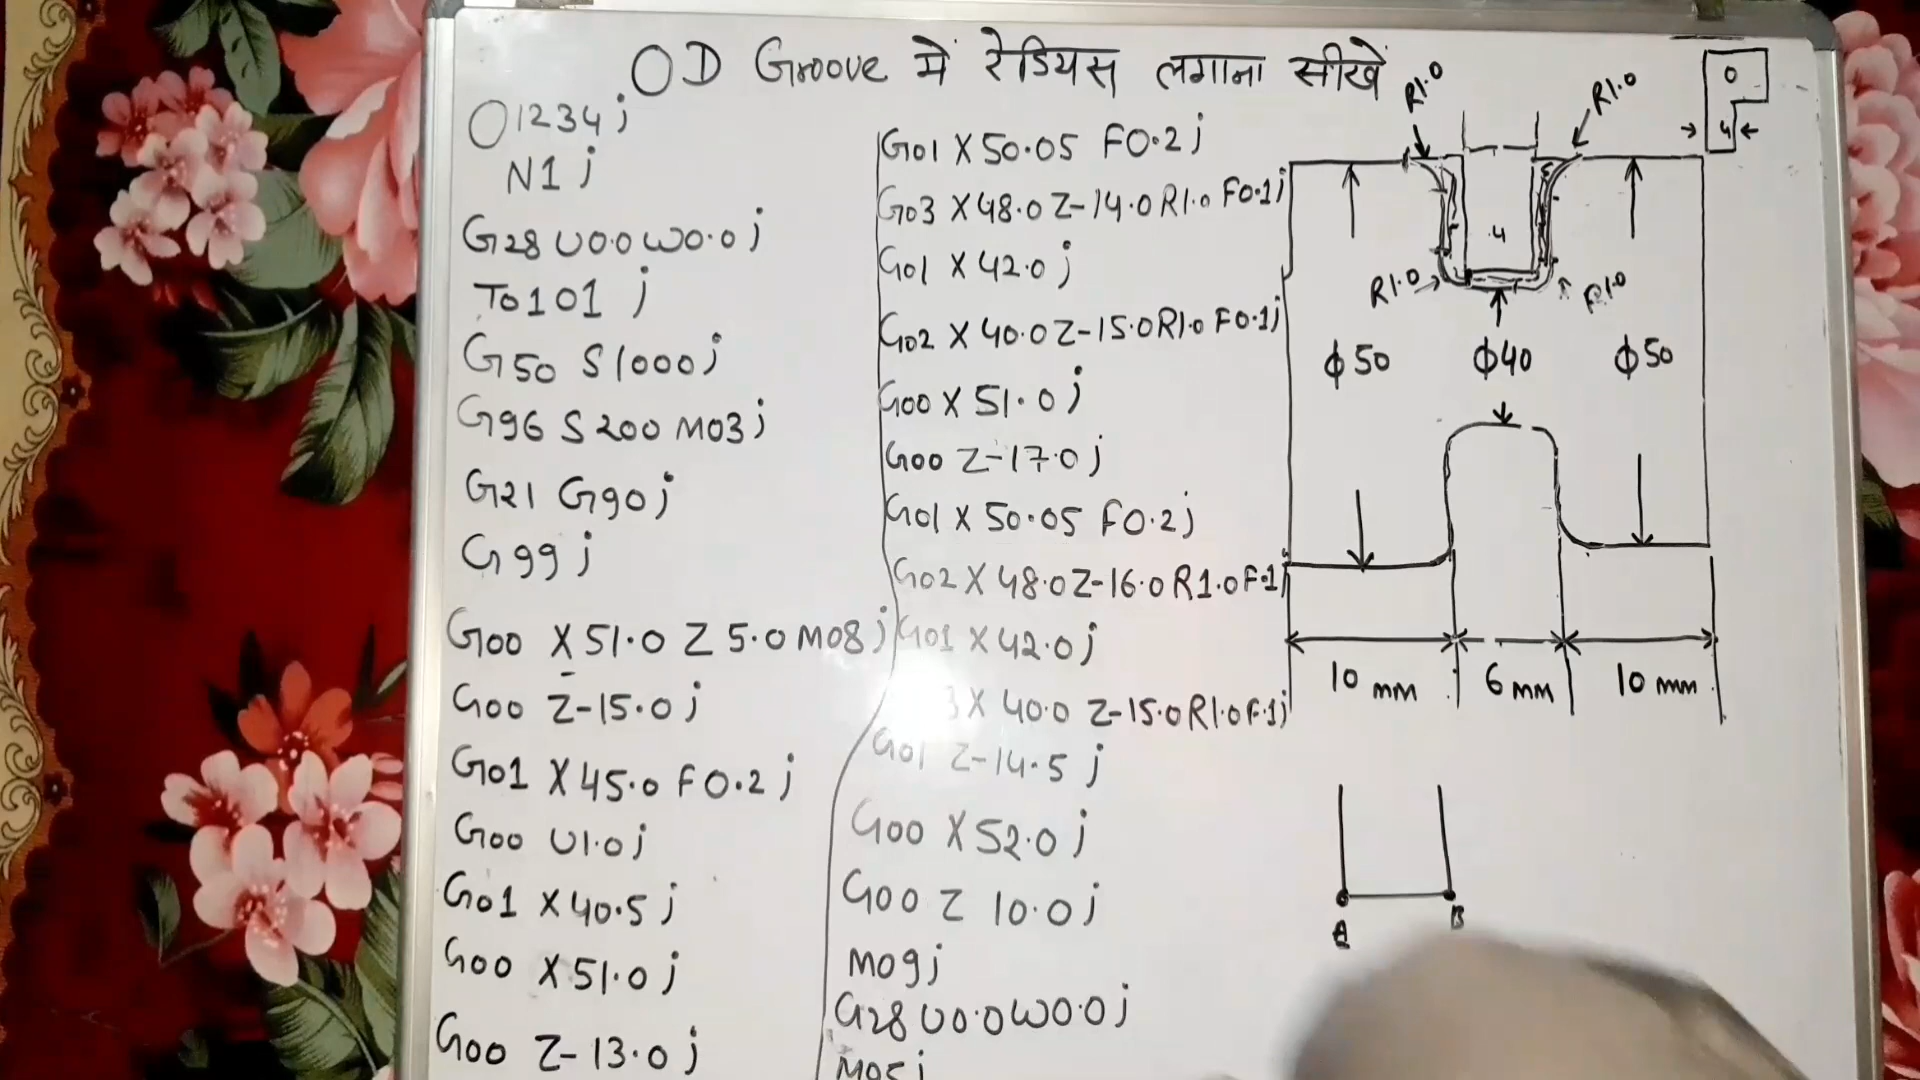 OD Groove में रेडियस लगाना सीखें
O1234;
N1;
G28 U0.0 W0.0;
T0101;
G50 S1000;
G96 S200 M03;
G21 G90;
G99;
G00 X51.0 Z5.0 M08;
G00 Z-15.0;
G01 X45.0 F0.2;
G00 U1.0;
G01 X40.5;
G00 X51.0;
G00 Z-13.0;
G01 X50.05 F0.2;
G03 X48.0 Z-14.0 R1.0 F0.1;
G01 X42.0;
G02 X40.0 Z-15.0 R1.0 F0.1;
G00 X51.0;
G00 Z-17.0;
G01 X50.05 F0.2;
G02 X48.0 Z-16.0 R1.0 F.1;
G01 X42.0;
3 X40.0 Z-15.0 R1.0 F.1;
G01 Z-14.5;
G00 X52.0;
G00 Z10.0;
M09;
G28 U0.0 W0.0;
M05;
R1.0
R1.0
0
4
4
R1.0
R1.0
ϕ50
ϕ40
ϕ50
10 mm
6 mm
10 mm
A
B